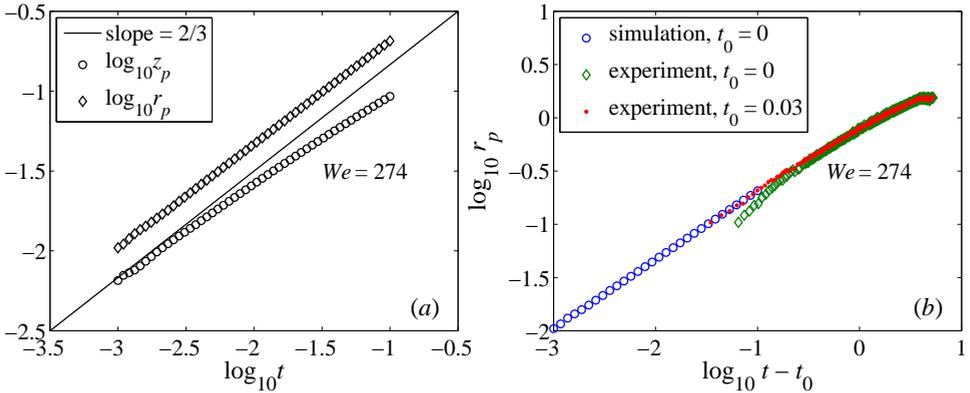 −0.5
−1
−1.5
−2
−2.5
−3.5
−3
−2.5
−2
−1.5
−1
−0.5
log₁₀t
slope = 2/3
log₁₀zₚ
log₁₀rₚ
We = 274
(a)
1
0.5
0
−0.5
−1
−1.5
−2
log₁₀ rₚ
−3
−2
−1
0
1
log₁₀ t − t₀
simulation, t₀ = 0
experiment, t₀ = 0
experiment, t₀ = 0.03
We = 274
(b)